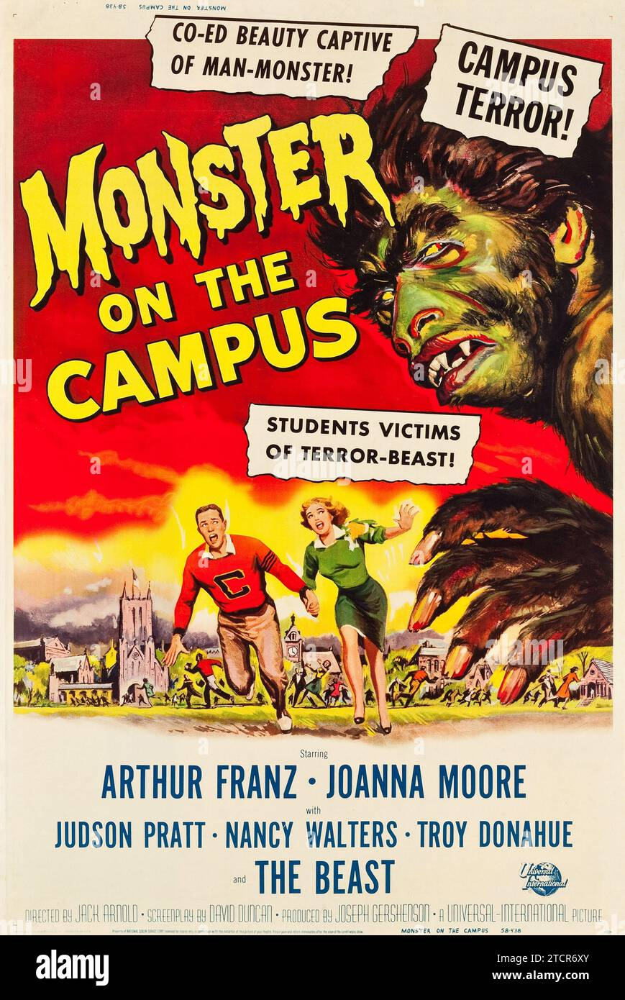 MONSTER ON THE CAMPUS
58-438
CO-ED BEAUTY CAPTIVE
OF MAN-MONSTER!
CAMPUS
TERROR!
MONSTER
ON THE
CAMPUS
STUDENTS VICTIMS
OF TERROR-BEAST!
C
Starring
ARTHUR FRANZ • JOANNA MOORE
with
JUDSON PRATT • NANCY WALTERS • TROY DONAHUE
and THE BEAST
Universal
International
DIRECTED BY JACK ARNOLD • SCREENPLAY BY DAVID DUNCAN • PRODUCED BY JOSEPH GERSHENSON • A UNIVERSAL-INTERNATIONAL PICTURE
MONSTER ON THE CAMPUS 58-438
alamy
Image ID: 2TCR6XY
www.alamy.com